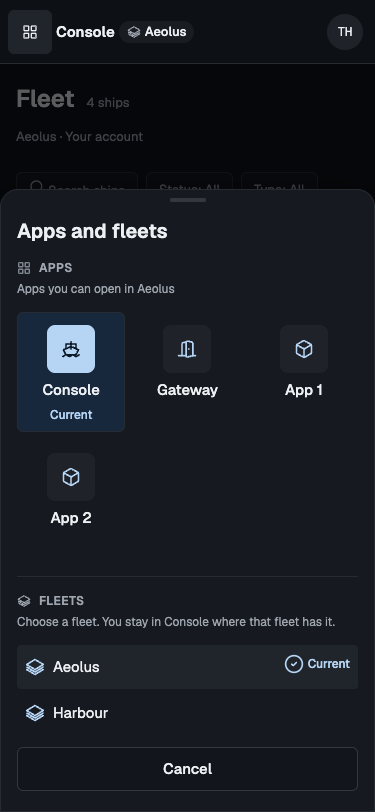 Console Aeolus TH
Fleet 4 ships
Aeolus · Your account
Search ships Status: All Type: All
Apps and fleets
APPS
Apps you can open in Aeolus
Console Gateway App 1
Current
App 2
FLEETS
Choose a fleet. You stay in Console where that fleet has it.
Aeolus Current
Harbour
Cancel